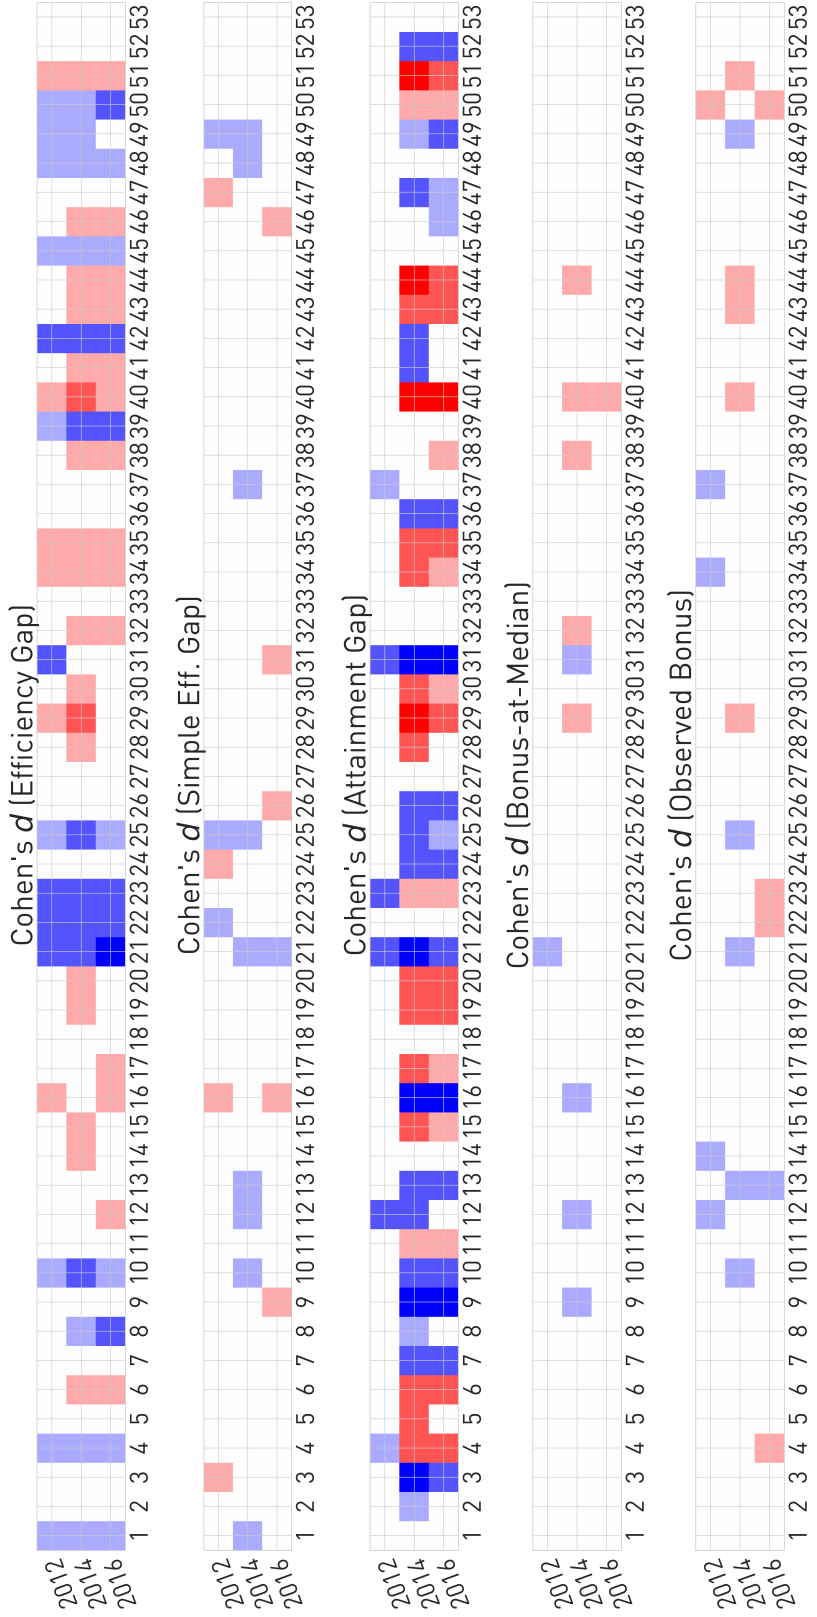 Cohen's d (Efficiency Gap)
2012
2014
2016
1 2 3 4 5 6 7 8 9 10 11 12 13 14 15 16 17 18 19 20 21 22 23 24 25 26 27 28 29 30 31 32 33 34 35 36 37 38 39 40 41 42 43 44 45 46 47 48 49 50 51 52 53
Cohen's d (Simple Eff. Gap)
2012
2014
2016
1 2 3 4 5 6 7 8 9 10 11 12 13 14 15 16 17 18 19 20 21 22 23 24 25 26 27 28 29 30 31 32 33 34 35 36 37 38 39 40 41 42 43 44 45 46 47 48 49 50 51 52 53
Cohen's d (Attainment Gap)
2012
2014
2016
1 2 3 4 5 6 7 8 9 10 11 12 13 14 15 16 17 18 19 20 21 22 23 24 25 26 27 28 29 30 31 32 33 34 35 36 37 38 39 40 41 42 43 44 45 46 47 48 49 50 51 52 53
Cohen's d (Bonus-at-Median)
2012
2014
2016
1 2 3 4 5 6 7 8 9 10 11 12 13 14 15 16 17 18 19 20 21 22 23 24 25 26 27 28 29 30 31 32 33 34 35 36 37 38 39 40 41 42 43 44 45 46 47 48 49 50 51 52 53
Cohen's d (Observed Bonus)
2012
2014
2016
1 2 3 4 5 6 7 8 9 10 11 12 13 14 15 16 17 18 19 20 21 22 23 24 25 26 27 28 29 30 31 32 33 34 35 36 37 38 39 40 41 42 43 44 45 46 47 48 49 50 51 52 53